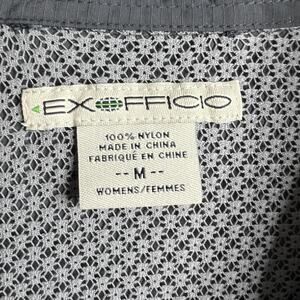 EXOFFICIO
100% NYLON
MADE IN CHINA
FABRIQUÉ EN CHINE
-- M --
WOMENS/FEMMES